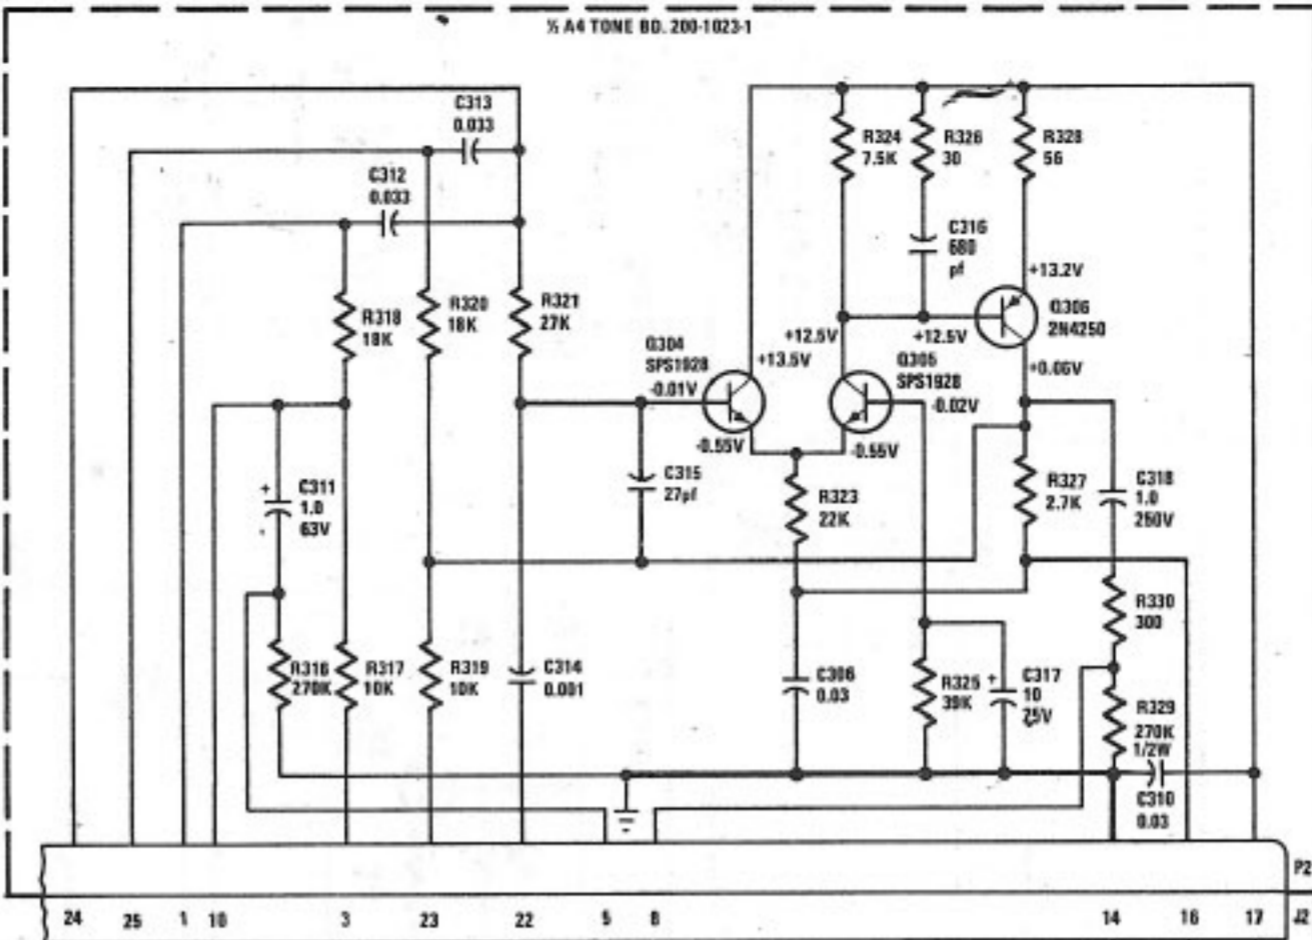 ½ A4 TONE BD. 200-1023-1
C313
0.033
C312
0.033
R324
7.5K
R326
30
R328
56
C316
680
pf
+13.2V
Q306
2N4250
R318
18K
R320
18K
R321
27K
Q304
SPS1928
-0.01V
+13.5V
+12.5V
+12.5V
Q305
SPS1928
-0.02V
+0.06V
-0.55V
-0.55V
C311
+
1.0
63V
C315
27pf
R323
22K
R327
2.7K
C318
1.0
250V
R330
300
R316
270K
R317
10K
R319
10K
C314
0.001
C306
0.03
R325
39K
+
C317
10
25V
R329
270K
1/2W
C310
0.03
P2
24 25 1 10 3 23 22 5 8 14 16 17 J2